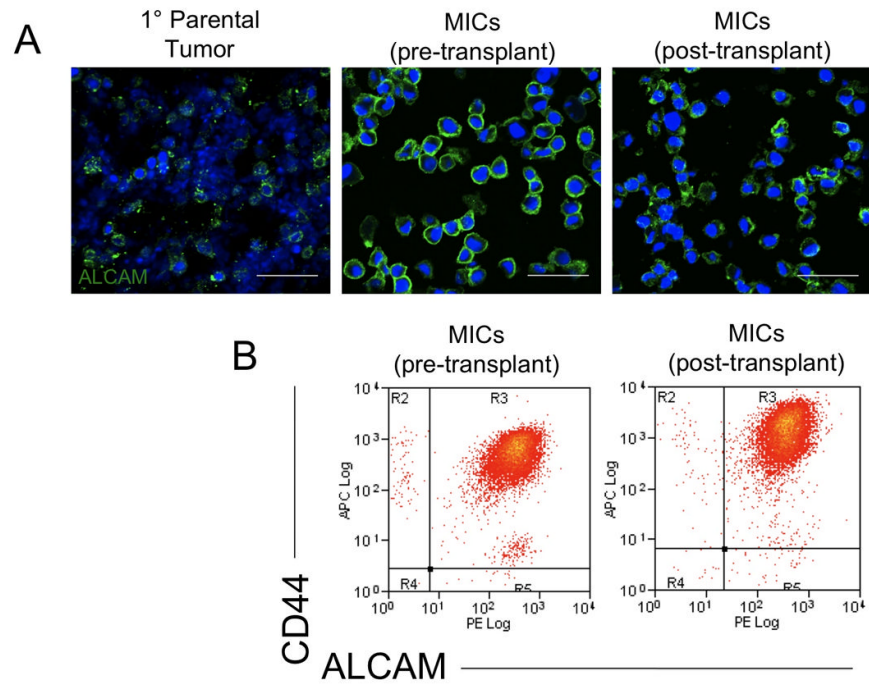 A
1° Parental
Tumor
MICs
(pre-transplant)
MICs
(post-transplant)
ALCAM
B
MICs
(pre-transplant)
MICs
(post-transplant)
CD44
APC Log
10⁴
10³
10²
10¹
10⁰
R2
R3
R4
R5
10⁰
10¹
10²
10³
10⁴
PE Log
APC Log
10⁴
10³
10²
10¹
10⁰
R2
R3
R4
R5
10⁰
10¹
10²
10³
10⁴
PE Log
ALCAM